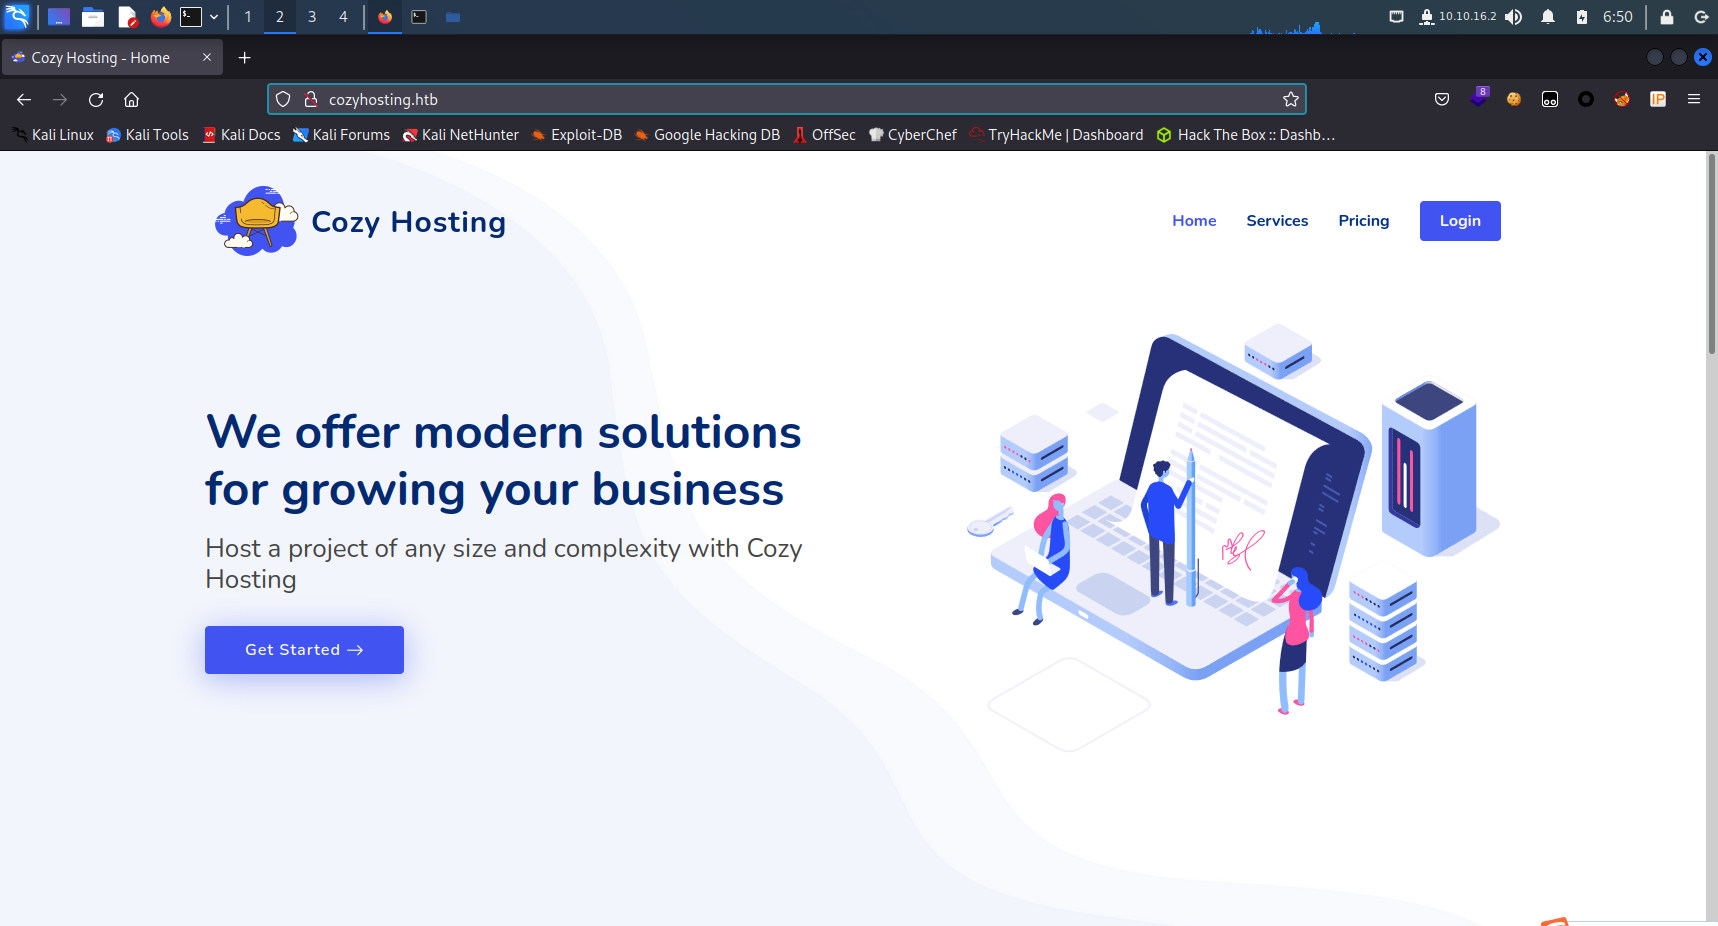 1 2 3 4 10.10.16.2 6:50
Cozy Hosting - Home
cozyhosting.htb 8 IP
Kali Linux Kali Tools Kali Docs Kali Forums Kali NetHunter Exploit-DB Google Hacking DB OffSec CyberChef TryHackMe | Dashboard Hack The Box :: Dashb…
Cozy Hosting Home Services Pricing Login
We offer modern solutions
for growing your business
Host a project of any size and complexity with Cozy
Hosting
Get Started →